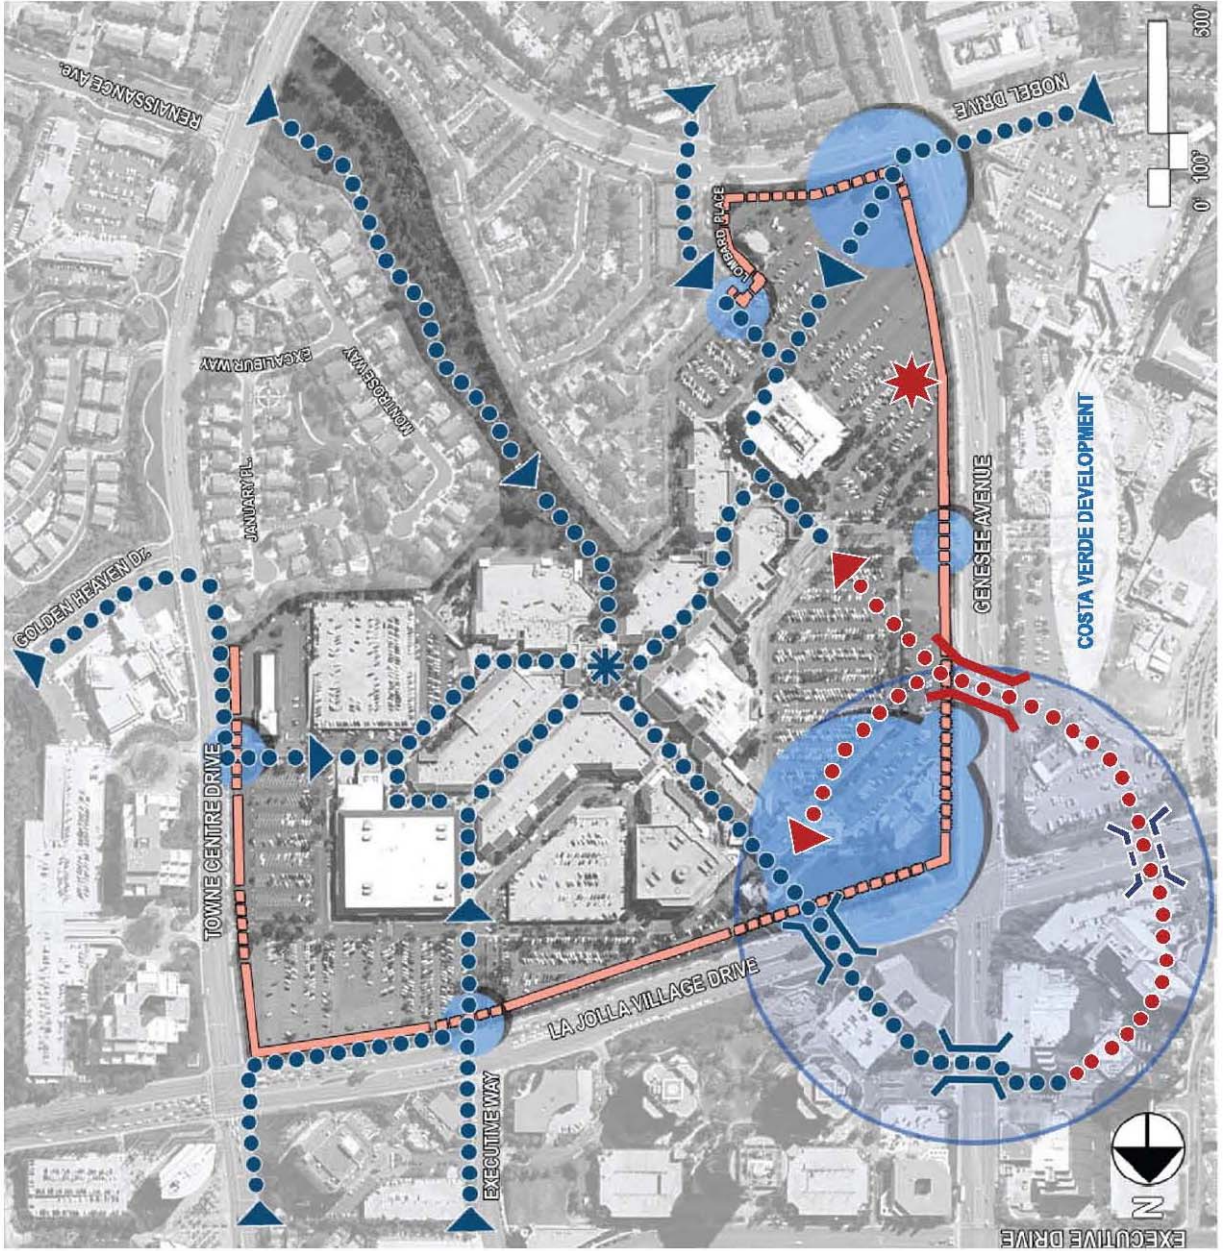 RENAISSANCE Ave.
NOBEL DRIVE
500'
100'
0'
LOMBARD PLACE
EXCALIBUR WAY
MONTROSE WAY
JANUARY PL.
GENESEE AVENUE
COSTA VERDE DEVELOPMENT
GOLDEN HEAVEN Dr.
TOWNE CENTRE DRIVE
LA JOLLA VILLAGE DRIVE
EXECUTIVE WAY
N
EXECUTIVE DRIVE